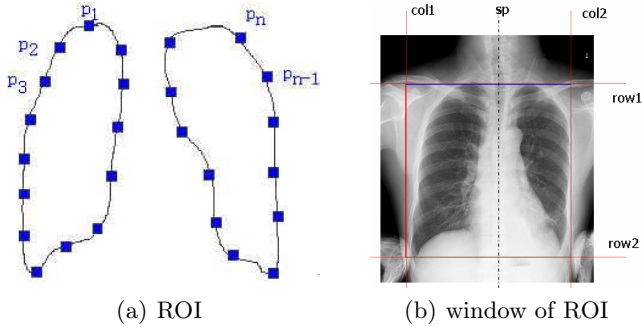 p1
p2
p3
pn
pn-1
(a) ROI
col1
sp
col2
row1
row2
(b) window of ROI